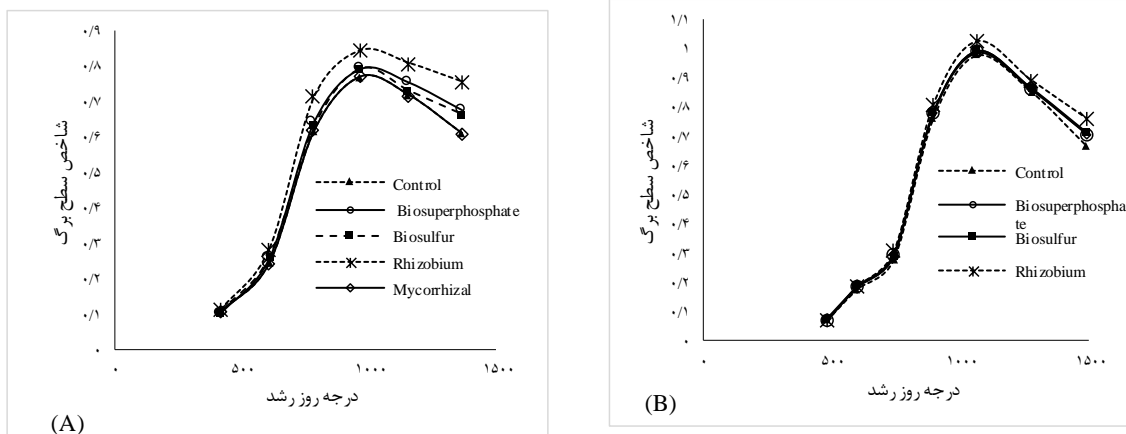 ۰/۹
۰/۸
۰/۷
۰/۶
۰/۵
۰/۴
۰/۳
۰/۲
۰/۱
۰
شاخص سطح برگ
Control
Biosuperphosphate
Biosulfur
Rhizobium
Mycorrhizal
۰
۵۰۰
۱۰۰۰
۱۵۰۰
درجه روز رشد
(A)
۱/۱
۱
۰/۹
۰/۸
۰/۷
۰/۶
۰/۵
۰/۴
۰/۳
۰/۲
۰/۱
۰
شاخص سطح برگ
Control
Biosuperphospha
te
Biosulfur
Rhizobium
۰
۵۰۰
۱۰۰۰
۱۵۰۰
درجه روز رشد
(B)